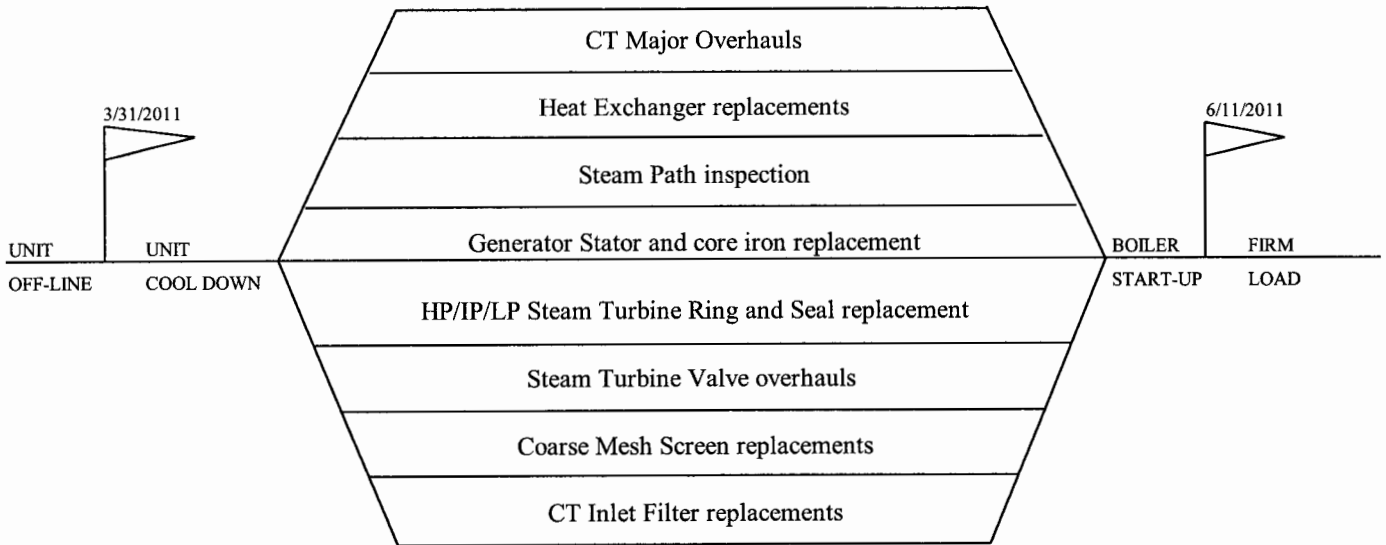 CT Major Overhauls
Heat Exchanger replacements
3/31/2011
6/11/2011
Steam Path inspection
Generator Stator and core iron replacement
UNIT
UNIT
BOILER
FIRM
OFF-LINE
COOL DOWN
START-UP
LOAD
HP/IP/LP Steam Turbine Ring and Seal replacement
Steam Turbine Valve overhauls
Coarse Mesh Screen replacements
CT Inlet Filter replacements